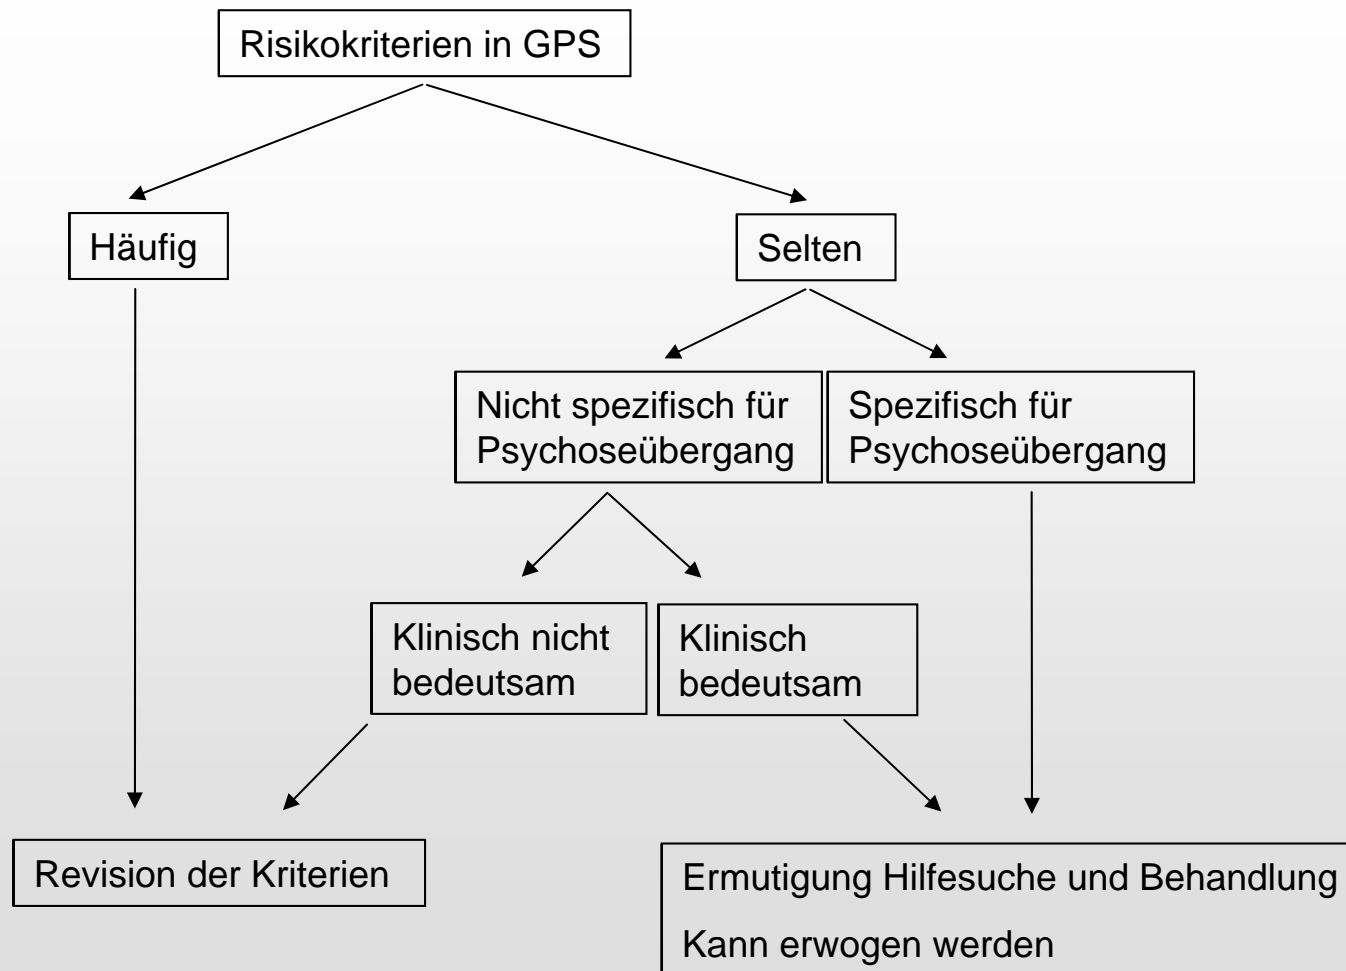 Risikokriterien in GPS
Häufig
Selten
Nicht spezifisch für
Psychoseübergang
Spezifisch für
Psychoseübergang
Klinisch nicht
bedeutsam
Klinisch
bedeutsam
Revision der Kriterien
Ermutigung Hilfesuche und Behandlung
Kann erwogen werden